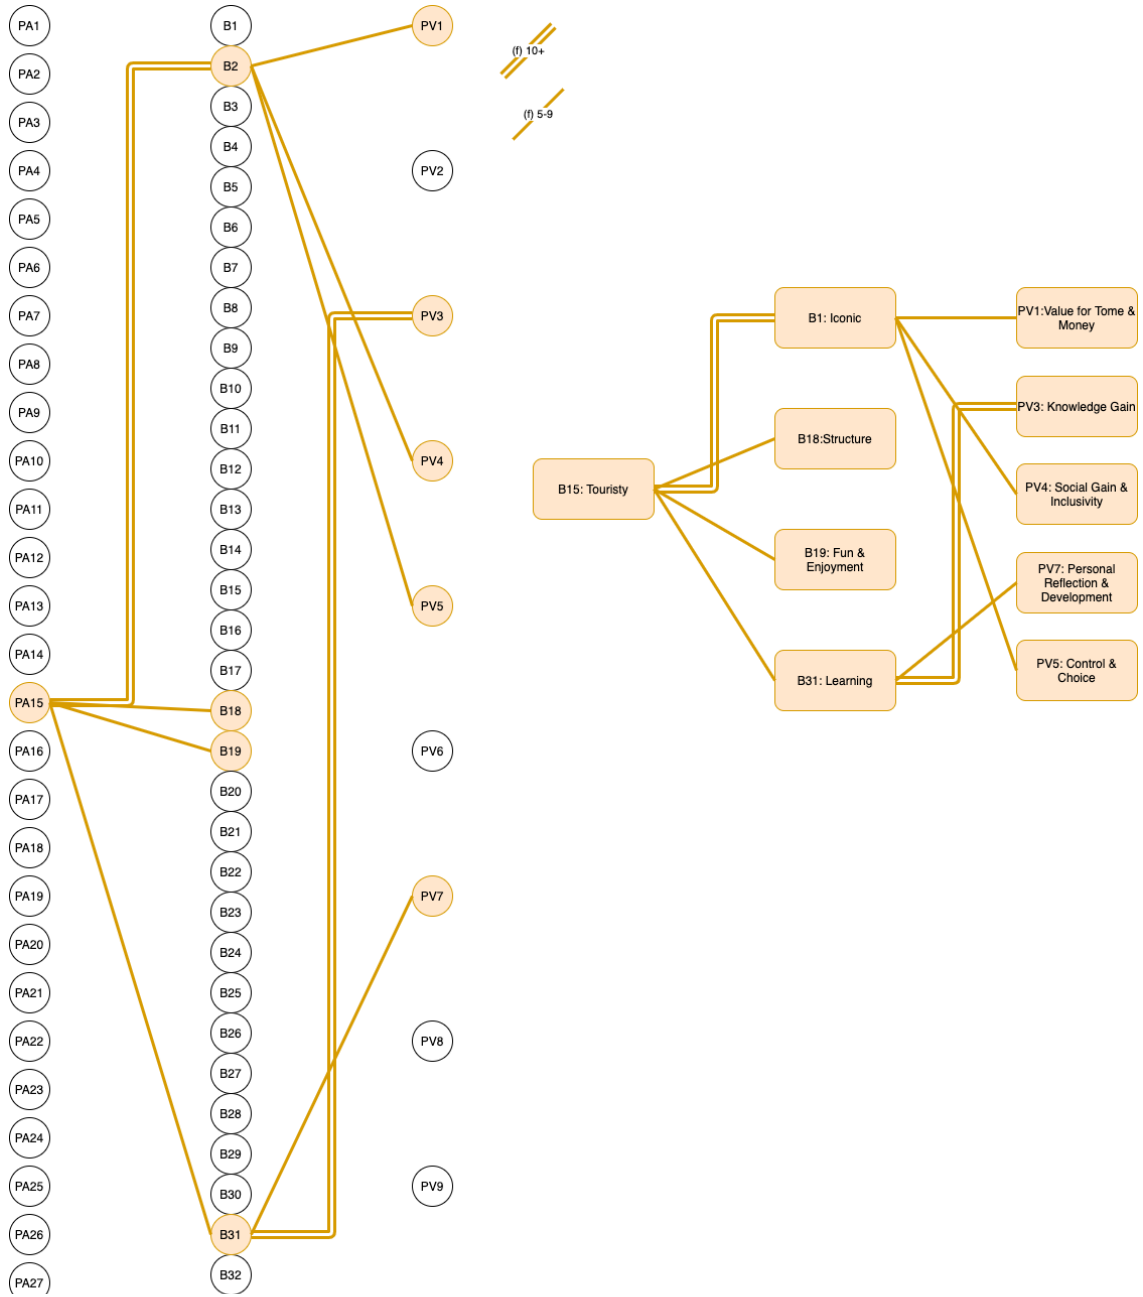 PA1
PA2
PA3
PA4
PA5
PA6
PA7
PA8
PA9
PA10
PA11
PA12
PA13
PA14
PA15
PA16
PA17
PA18
PA19
PA20
PA21
PA22
PA23
PA24
PA25
PA26
PA27
B1
B2
B3
B4
B5
B6
B7
B8
B9
B10
B11
B12
B13
B14
B15
B16
B17
B18
B19
B20
B21
B22
B23
B24
B25
B26
B27
B28
B29
B30
B31
B32
PV1
PV2
PV3
PV4
PV5
PV6
PV7
PV8
PV9
(f) 10+
(f) 5-9
B15: Touristy
B1: Iconic
B18:Structure
B19: Fun &
Enjoyment
B31: Learning
PV1:Value for Tome &
Money
PV3: Knowledge Gain
PV4: Social Gain &
Inclusivity
PV7: Personal
Reflection &
Development
PV5: Control &
Choice